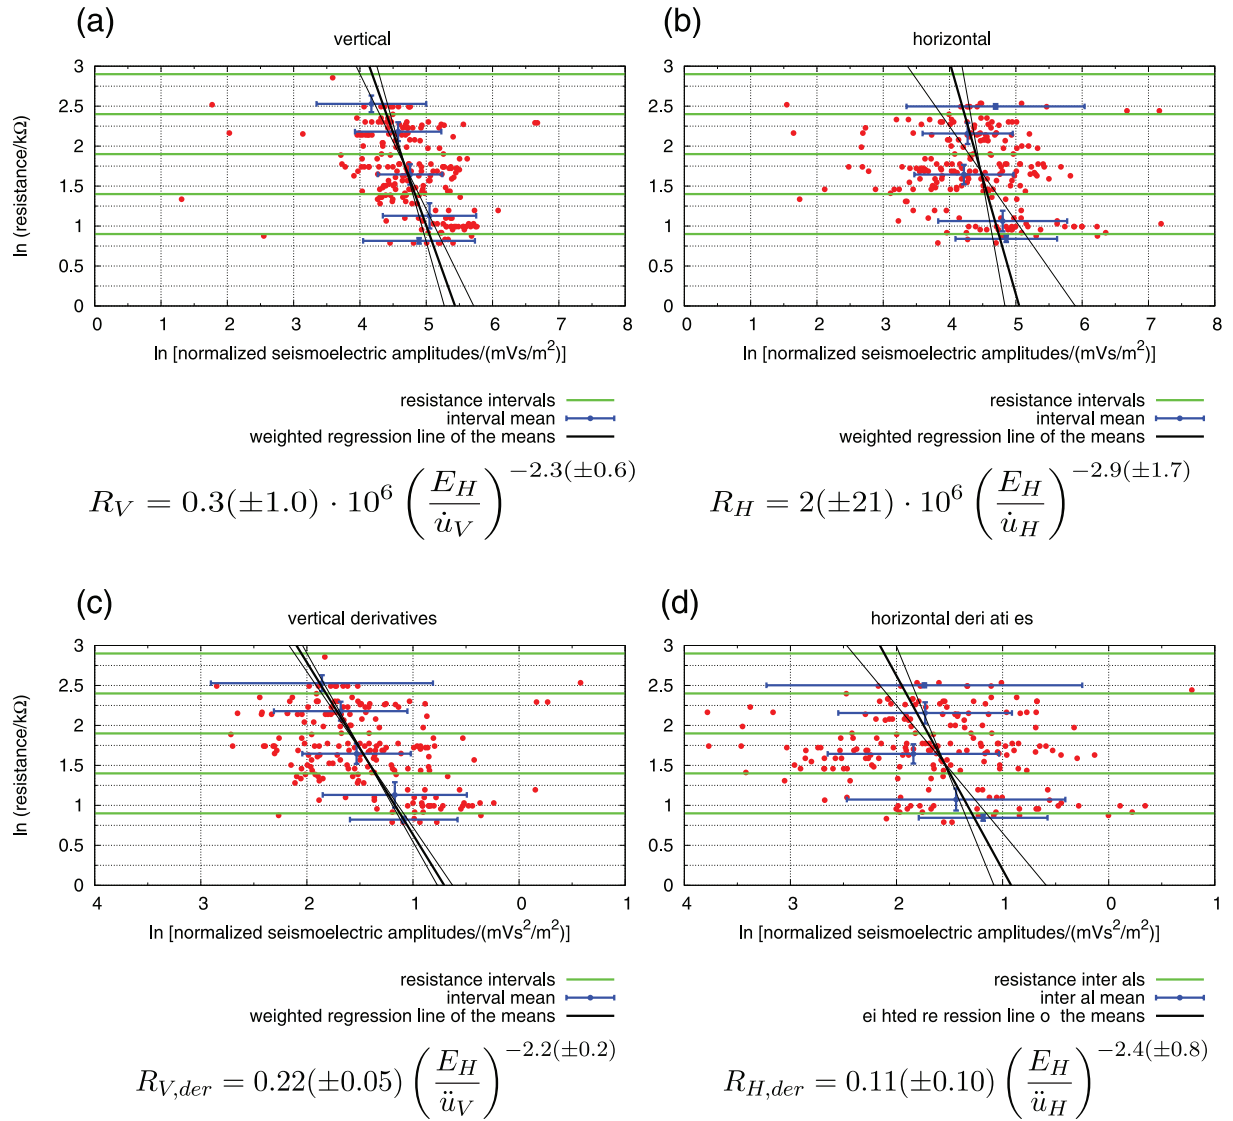 (a)
vertical
3
2.5
2
1.5
1
0.5
0
ln (resistance/kΩ)
0 1 2 3 4 5 6 7 8
ln [normalized seismoelectric amplitudes/(mVs/m²)]
resistance intervals
interval mean
weighted regression line of the means
R_V = 0.3(±1.0) · 10⁶ (E_H / u̇_V)^−2.3(±0.6)
(b)
horizontal
3
2.5
2
1.5
1
0.5
0
0 1 2 3 4 5 6 7 8
ln [normalized seismoelectric amplitudes/(mVs/m²)]
resistance intervals
interval mean
weighted regression line of the means
R_H = 2(±21) · 10⁶ (E_H / u̇_H)^−2.9(±1.7)
(c)
vertical derivatives
3
2.5
2
1.5
1
0.5
0
ln (resistance/kΩ)
4 3 2 1 0 1
ln [normalized seismoelectric amplitudes/(mVs²/m²)]
resistance intervals
interval mean
weighted regression line of the means
R_V,der = 0.22(±0.05) (E_H / ü_V)^−2.2(±0.2)
(d)
horizontal deri ati es
3
2.5
2
1.5
1
0.5
0
4 3 2 1 0 1
ln [normalized seismoelectric amplitudes/(mVs²/m²)]
resistance inter als
inter al mean
ei hted re ression line o the means
R_H,der = 0.11(±0.10) (E_H / ü_H)^−2.4(±0.8)